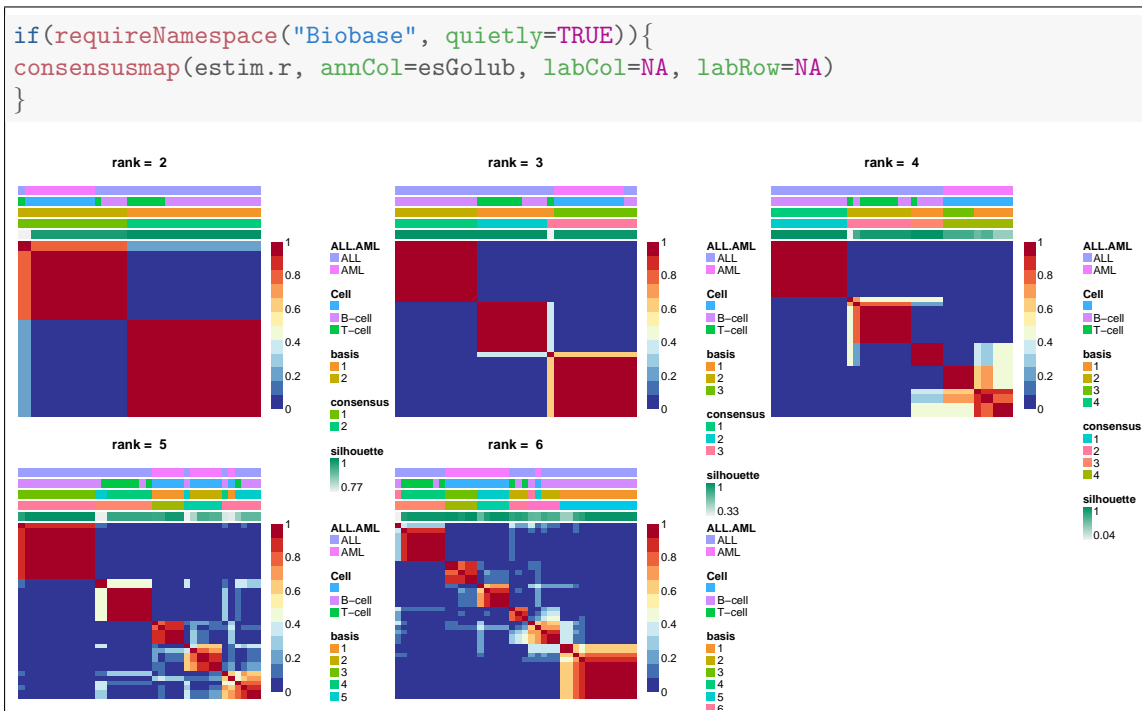 if(requireNamespace("Biobase", quietly=TRUE)){
consensusmap(estim.r, annCol=esGolub, labCol=NA, labRow=NA)
}
rank = 2
1
0.8
0.6
0.4
0.2
0
ALL.AML
ALL
AML
Cell
B−cell
T−cell
basis
1
2
consensus
1
2
silhouette
1
0.77
rank = 3
1
0.8
0.6
0.4
0.2
0
ALL.AML
ALL
AML
Cell
B−cell
T−cell
basis
1
2
3
consensus
1
2
3
silhouette
1
0.33
rank = 4
1
0.8
0.6
0.4
0.2
0
ALL.AML
ALL
AML
Cell
B−cell
T−cell
basis
1
2
3
4
consensus
1
2
3
4
silhouette
1
0.04
rank = 5
1
0.8
0.6
0.4
0.2
0
ALL.AML
ALL
AML
Cell
B−cell
T−cell
basis
1
2
3
4
5
rank = 6
1
0.8
0.6
0.4
0.2
0
ALL.AML
ALL
AML
Cell
B−cell
T−cell
basis
1
2
3
4
5
6